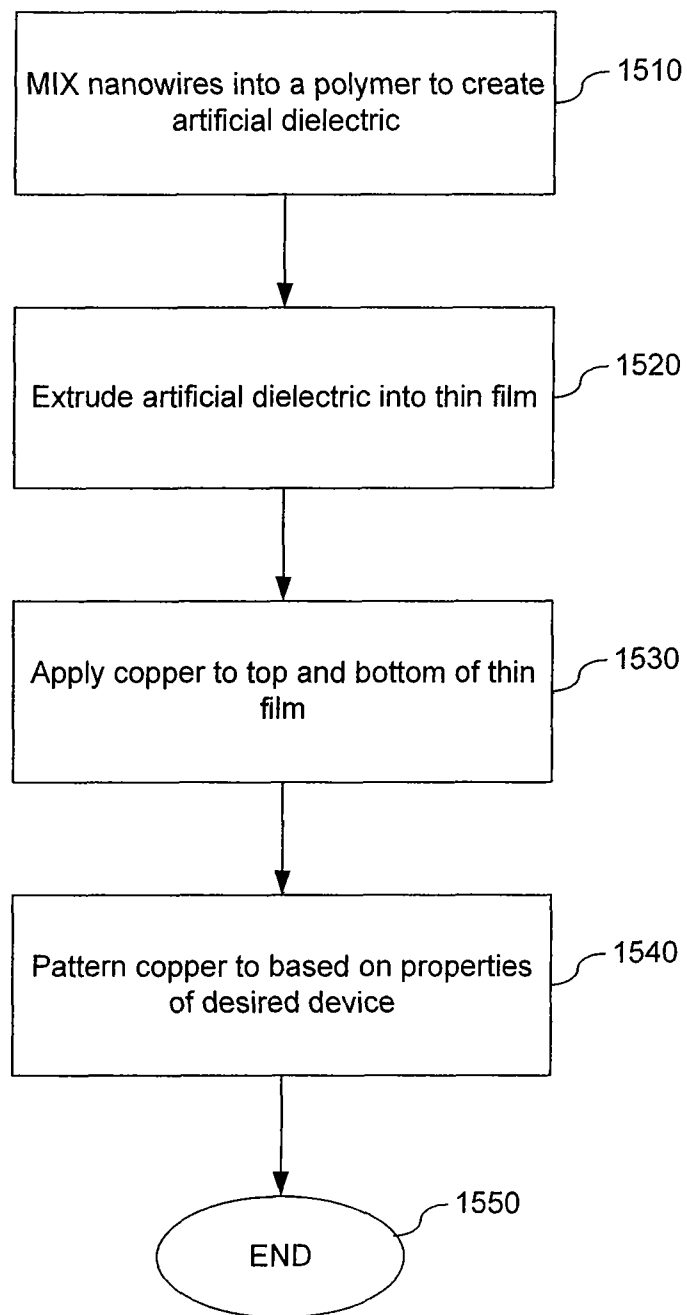 MIX nanowires into a polymer to create
artificial dielectric
1510
Extrude artificial dielectric into thin film
1520
Apply copper to top and bottom of thin
film
1530
Pattern copper to based on properties
of desired device
1540
END
1550